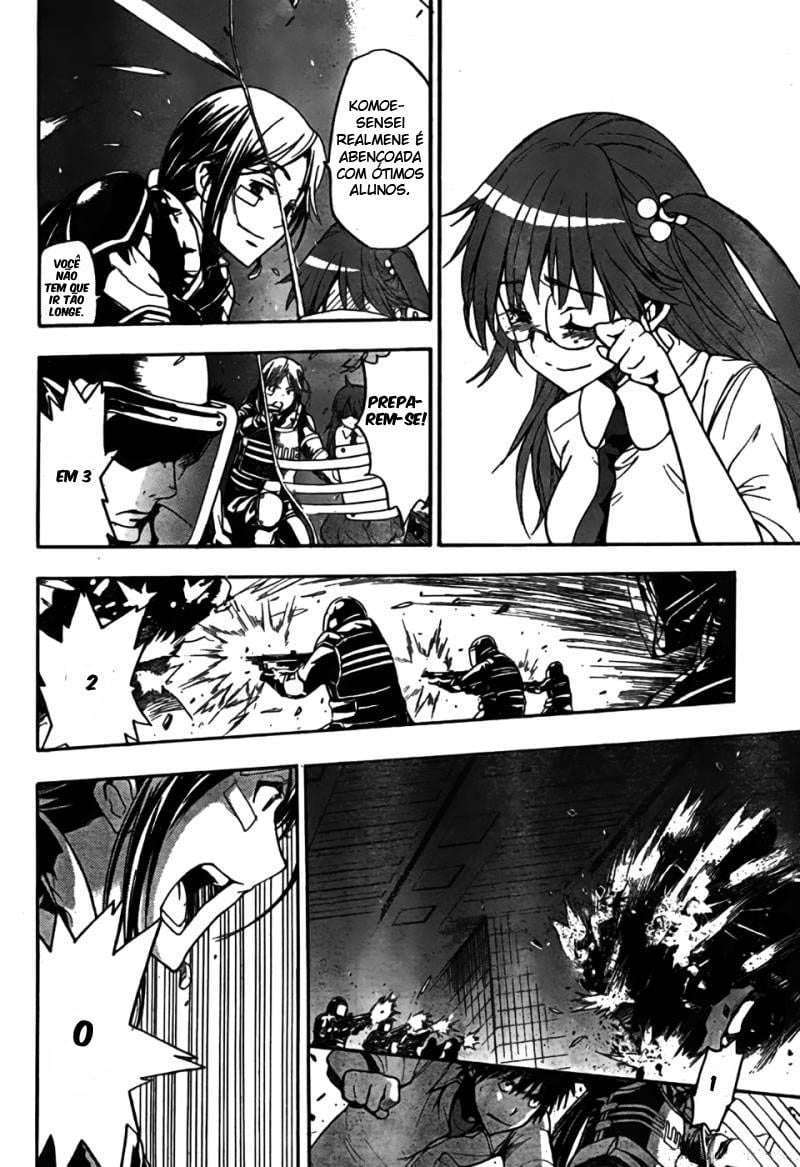 KOMOE-
SENSEI
REALMENE É
ABENÇOADA
COM ÓTIMOS
ALUNOS.
VOCÊ
NÃO
TEM QUE
IR TÃO
LONGE.
PREPA-
REM-SE!
EM 3
2
1
0